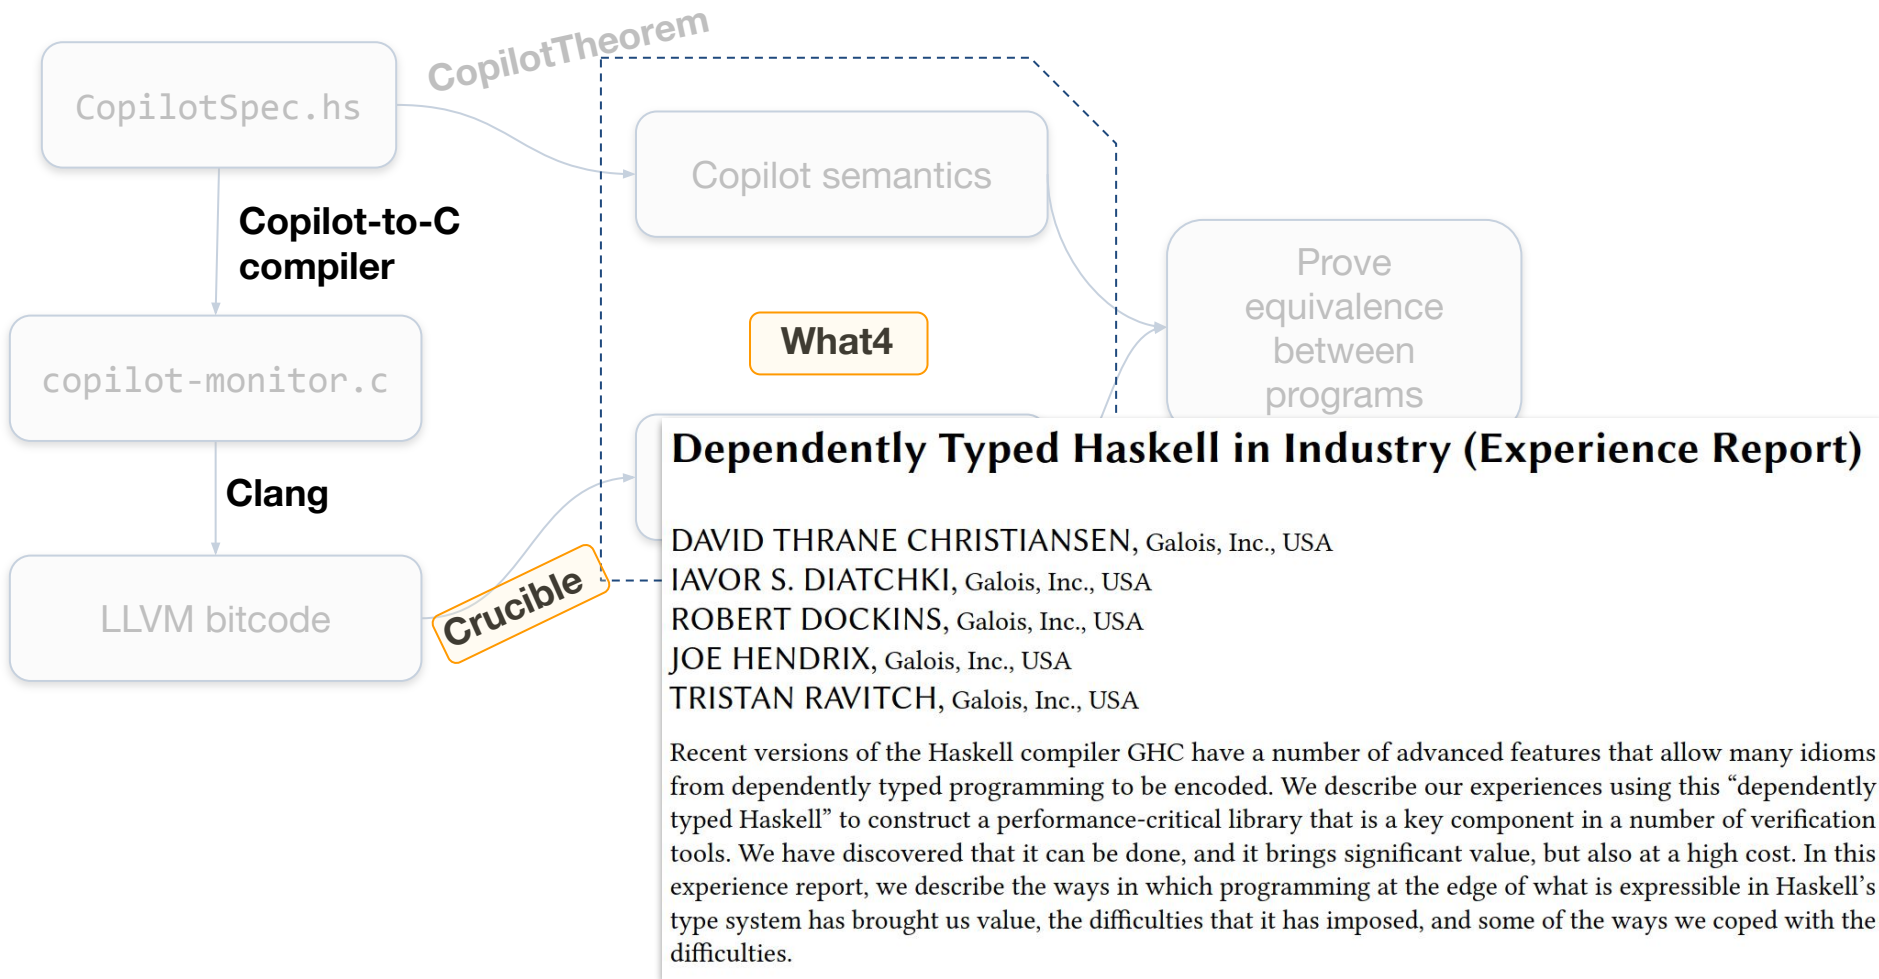 CopilotTheorem
CopilotSpec.hs
Copilot semantics
Copilot-to-C
compiler
Prove
equivalence
between
programs
What4
copilot-monitor.c
Clang
LLVM bitcode
Crucible
Dependently Typed Haskell in Industry (Experience Report)
DAVID THRANE CHRISTIANSEN, Galois, Inc., USA
IAVOR S. DIATCHKI, Galois, Inc., USA
ROBERT DOCKINS, Galois, Inc., USA
JOE HENDRIX, Galois, Inc., USA
TRISTAN RAVITCH, Galois, Inc., USA
Recent versions of the Haskell compiler GHC have a number of advanced features that allow many idioms
from dependently typed programming to be encoded. We describe our experiences using this “dependently
typed Haskell” to construct a performance-critical library that is a key component in a number of verification
tools. We have discovered that it can be done, and it brings significant value, but also at a high cost. In this
experience report, we describe the ways in which programming at the edge of what is expressible in Haskell’s
type system has brought us value, the difficulties that it has imposed, and some of the ways we coped with the
difficulties.